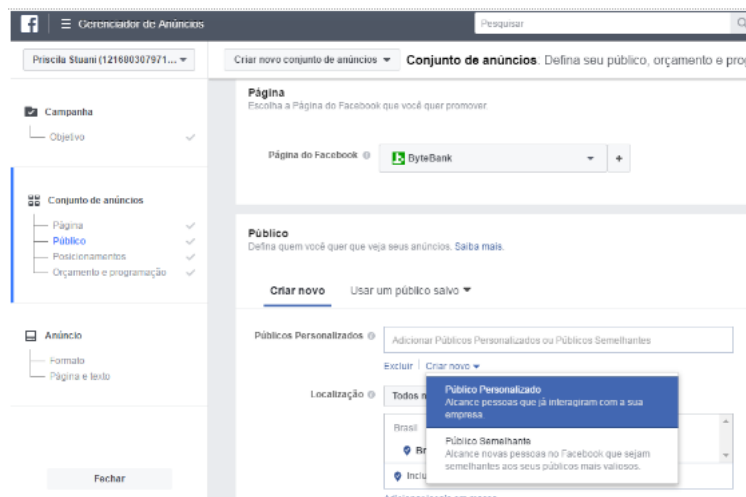 Gerenciador de Anúncios
Pesquisar
Priscila Stuani (121680307971...
Criar novo conjunto de anúncios
Conjunto de anúncios: Defina seu público, orçamento e pro
Campanha
Objetivo
Conjunto de anúncios
Página
Público
Posicionamentos
Orçamento e programação
Anúncio
Formato
Página e texto
Fechar
Página
Escolha a Página do Facebook que você quer promover.
Página do Facebook
ByteBank
Público
Defina quem você quer que veja seus anúncios. Saiba mais.
Criar novo
Usar um público salvo
Públicos Personalizados
Adicionar Públicos Personalizados ou Públicos Semelhantes
Excluir
Criar novo
Localização
Todos n
Brasil
Br
Inclu
Público Personalizado
Alcance pessoas que já interagiram com a sua
empresa.
Público Semelhante
Alcance novas pessoas no Facebook que sejam
semelhantes aos seus públicos mais valiosos.